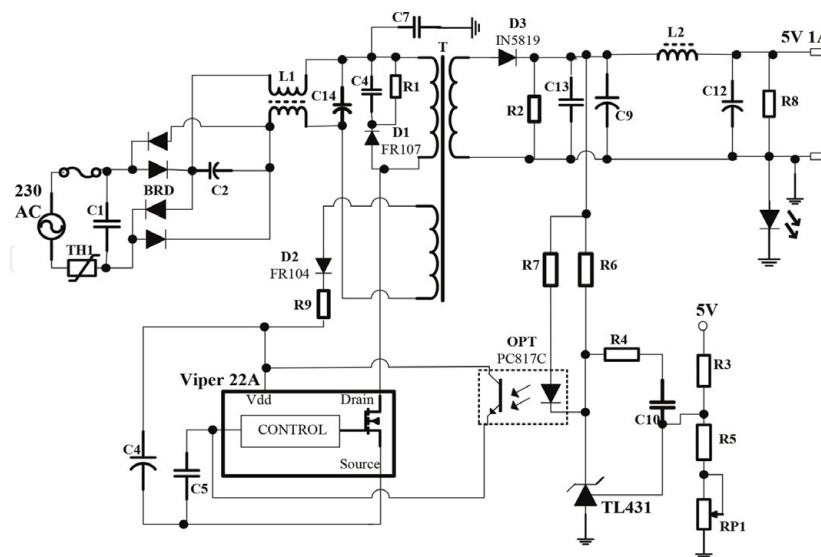 C7
D3
IN5819
T
L2
5V 1A
L1
C14
C4
R1
R2
C13
C9
C12
R8
D1
FR107
BRD
C2
230
AC
C1
TH1
D2
FR104
R9
R7
R6
OPT
PC817C
R4
5V
R3
Viper 22A
Vdd
Drain
CONTROL
Source
C10
R5
C4
C5
TL431
RP1